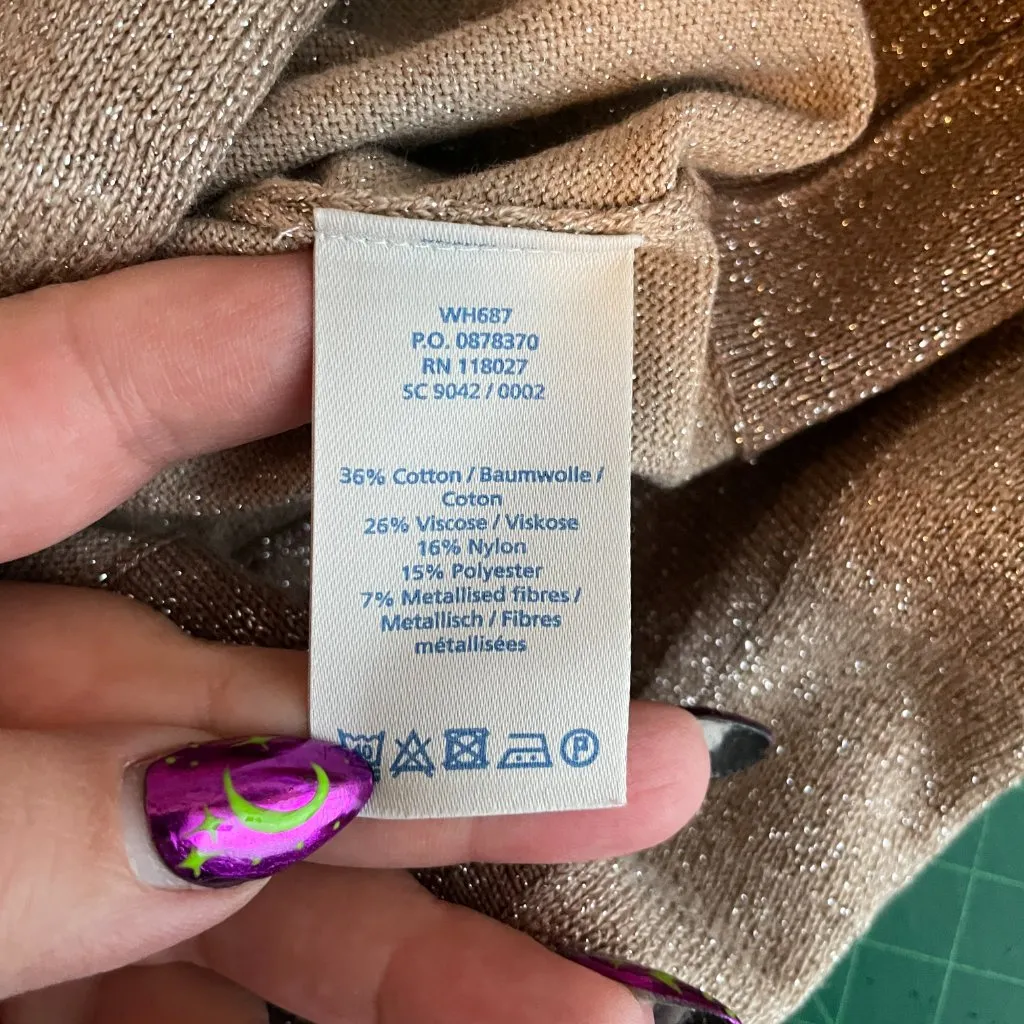 WH687
P.O. 0878370
RN 118027
SC 9042 / 0002
36% Cotton / Baumwolle /
Coton
26% Viscose / Viskose
16% Nylon
15% Polyester
7% Metallised fibres /
Metallisch / Fibres
métallisées
P